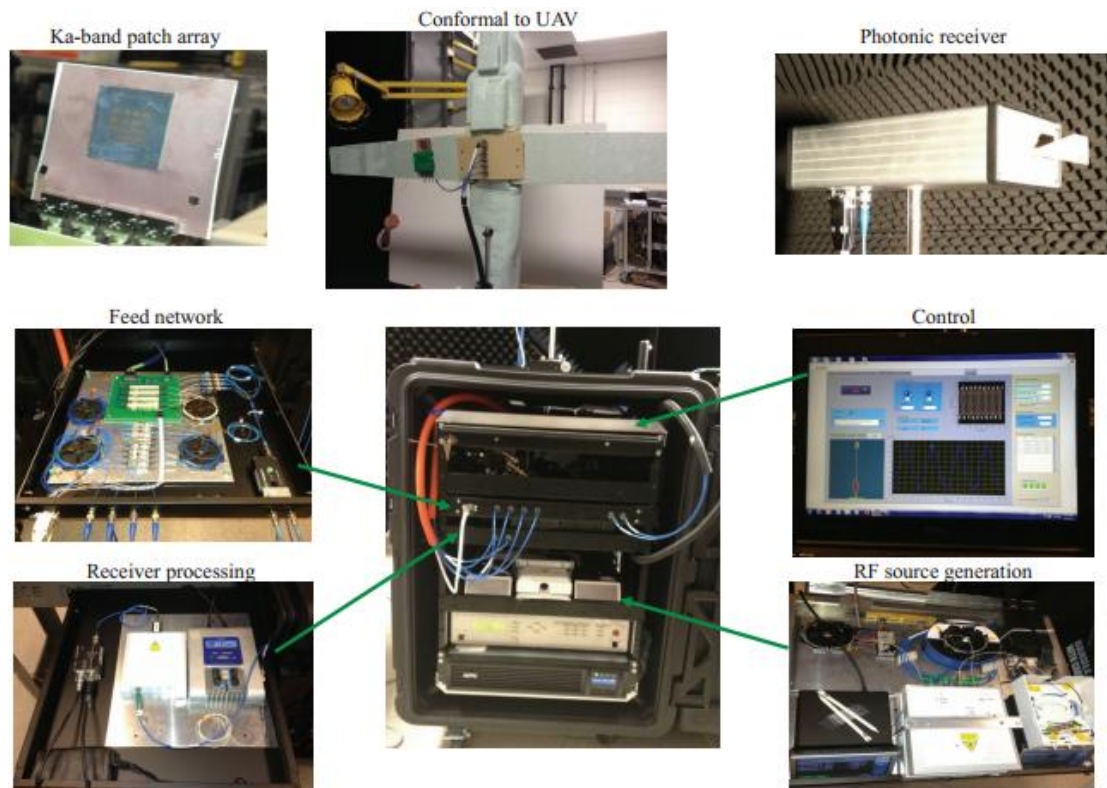 Ka-band patch array
Conformal to UAV
Photonic receiver
Feed network
Control
Receiver processing
RF source generation